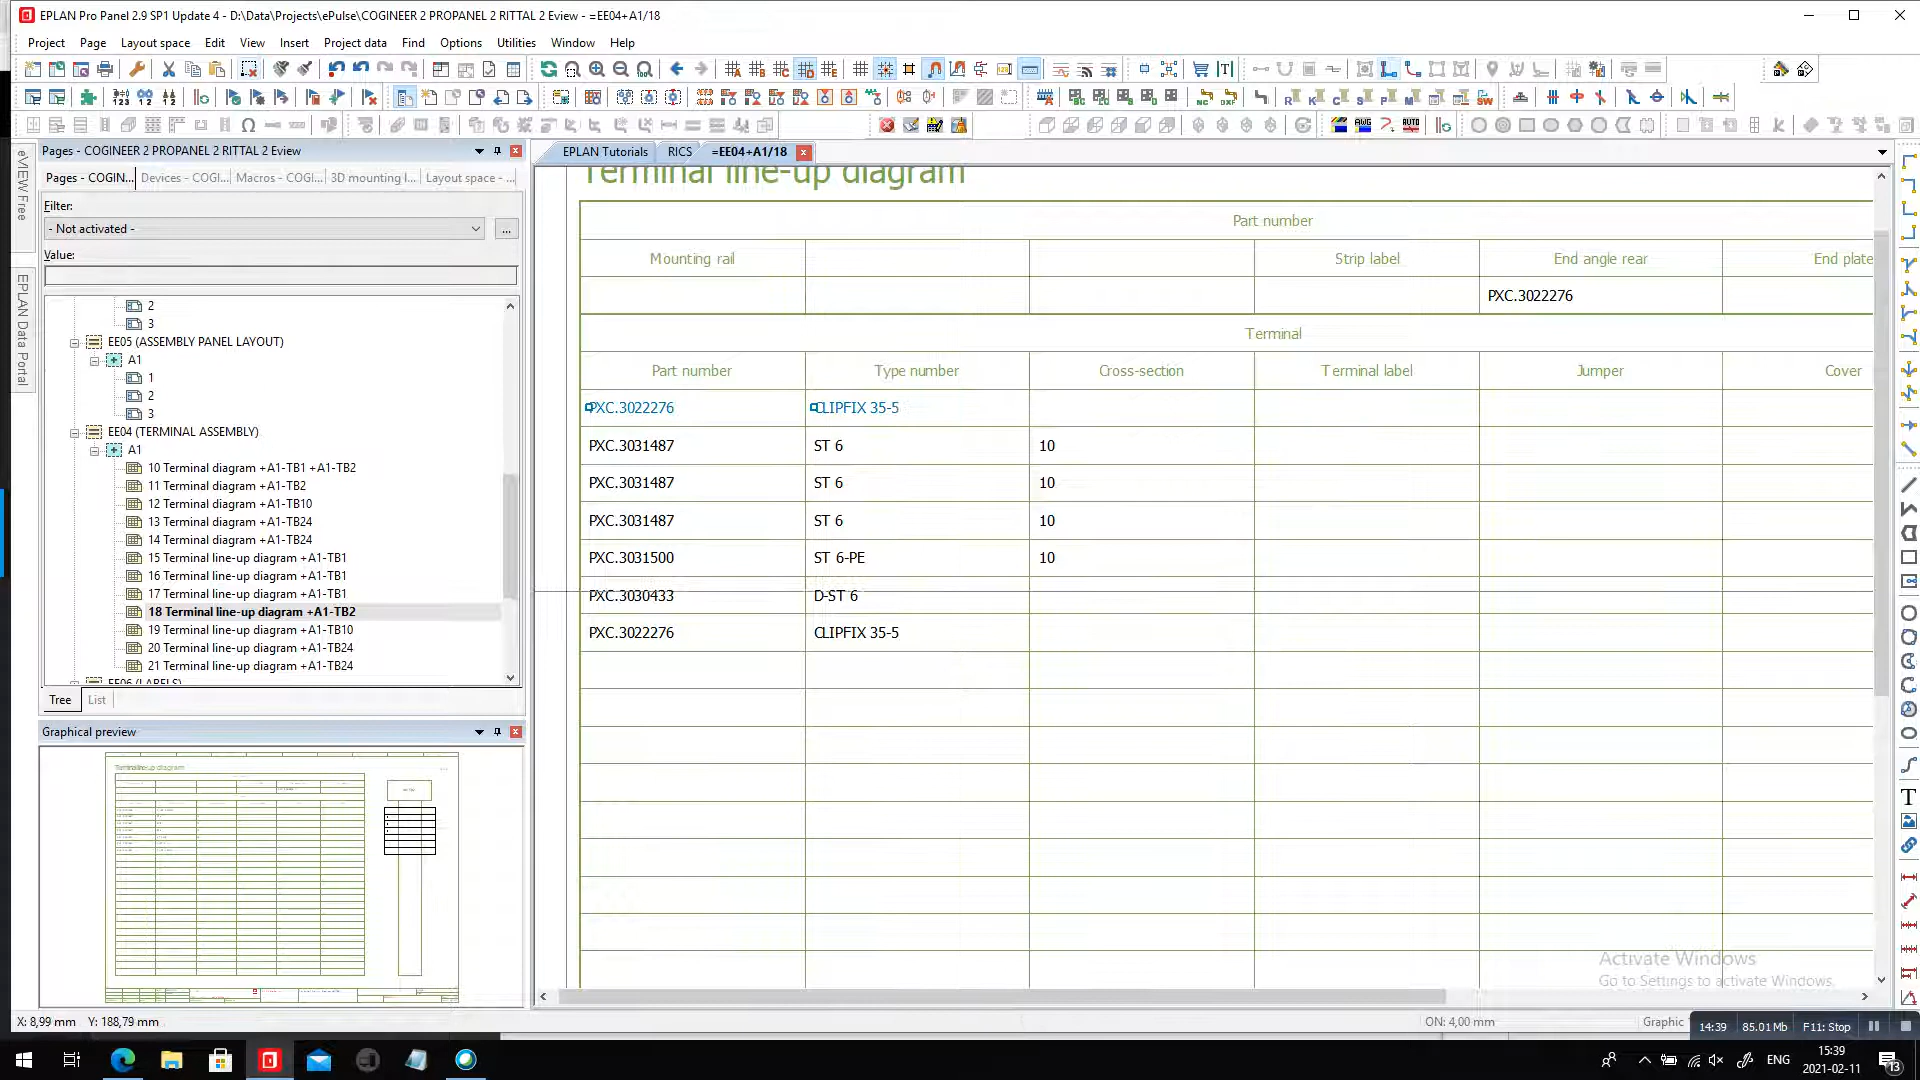 EPLAN Pro Panel 2.9 SP1 Update 4 - D:\Data\Projects\ePulse\COGINEER 2 PROPANEL 2 RITTAL 2 Eview - =EE04+A1/18
Project Page Layout space Edit View Insert Project data Find Options Utilities Window Help
Pages - COGINEER 2 PROPANEL 2 RITTAL 2 Eview
Pages - COGIN... Devices - COGI... Macros - COGI... 3D mounting l... Layout space - ...
eVIEW Free
EPLAN Data Portal
Filter:
- Not activated -
...
Value:
2
3
EE05 (ASSEMBLY PANEL LAYOUT)
A1
1
2
3
EE04 (TERMINAL ASSEMBLY)
A1
10 Terminal diagram +A1-TB1 +A1-TB2
11 Terminal diagram +A1-TB2
12 Terminal diagram +A1-TB10
13 Terminal diagram +A1-TB24
14 Terminal diagram +A1-TB24
15 Terminal line-up diagram +A1-TB1
16 Terminal line-up diagram +A1-TB1
17 Terminal line-up diagram +A1-TB1
18 Terminal line-up diagram +A1-TB2
19 Terminal line-up diagram +A1-TB10
20 Terminal line-up diagram +A1-TB24
21 Terminal line-up diagram +A1-TB24
EE06 (LABELS)
Tree List
Graphical preview
EPLAN Tutorials RICS =EE04+A1/18
Terminal line-up diagram
Part number
Mounting rail Strip label End angle rear End plate
PXC.3022276
Terminal
Part number Type number Cross-section Terminal label Jumper Cover
PXC.3022276 CLIPFIX 35-5
PXC.3031487 ST 6 10
PXC.3031487 ST 6 10
PXC.3031487 ST 6 10
PXC.3031500 ST 6-PE 10
PXC.3030433 D-ST 6
PXC.3022276 CLIPFIX 35-5
Activate Windows
Go to Settings to activate Windows.
X: 8,99 mm Y: 188,79 mm
ON: 4,00 mm
Graphic
14:39 85.01 Mb F11: Stop
ENG
15:39
2021-02-11
13